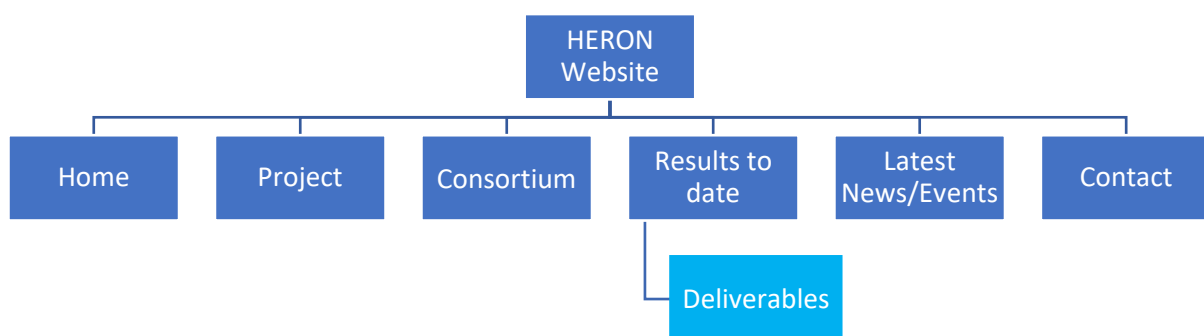 HERON
Website
Home
Project
Consortium
Results to
date
Latest
News/Events
Contact
Deliverables